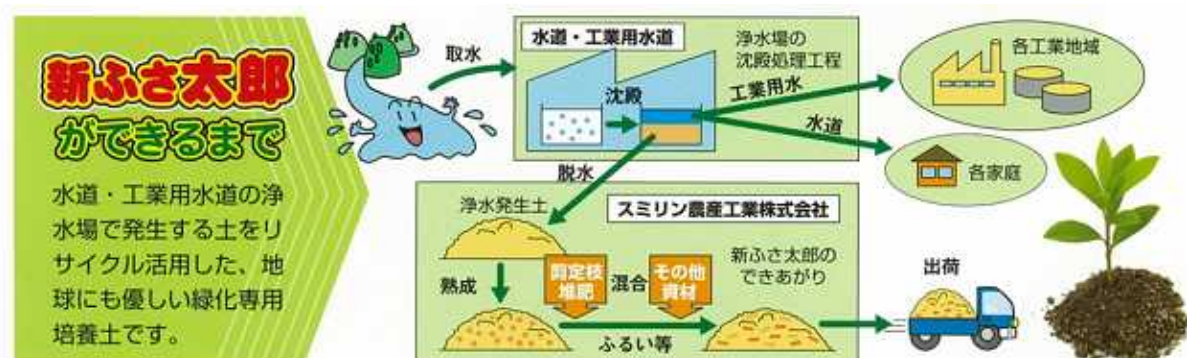 新ふさ太郎
ができるまで
水道・工業用水道の浄
水場で発生する土をリ
サイクル活用した、地
球にも優しい緑化専用
培養土です。
取水
水道・工業用水道
浄水場の
沈殿処理工程
沈殿
工業用水
水道
各工業地域
各家庭
脱水
浄水発生土
スミリン農産工業株式会社
熟成
剪定枝
堆肥
混合
その他
資材
ふるい等
新ふさ太郎の
できあがり
出荷